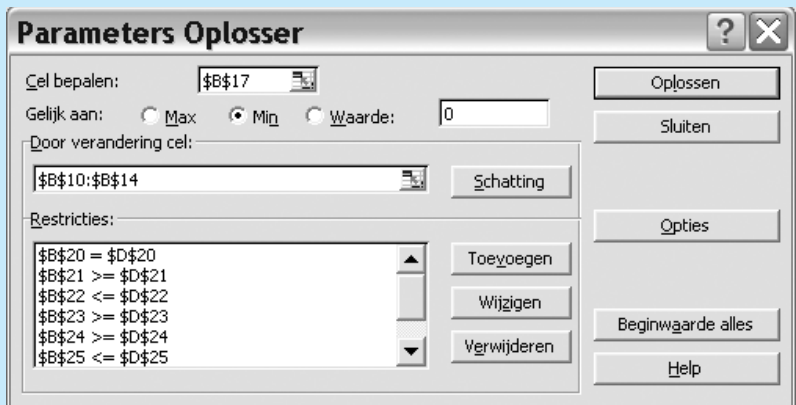 Parameters Oplosser
Cel bepalen: $B$17
Gelijk aan: Max Min Waarde: 0
Door verandering cel:
$B$10:$B$14
Schatting
Restricties:
$B$20 = $D$20
$B$21 >= $D$21
$B$22 <= $D$22
$B$23 >= $D$23
$B$24 >= $D$24
$B$25 <= $D$25
Toevoegen
Wijzigen
Verwijderen
Oplossen
Sluiten
Opties
Beginwaarde alles
Help